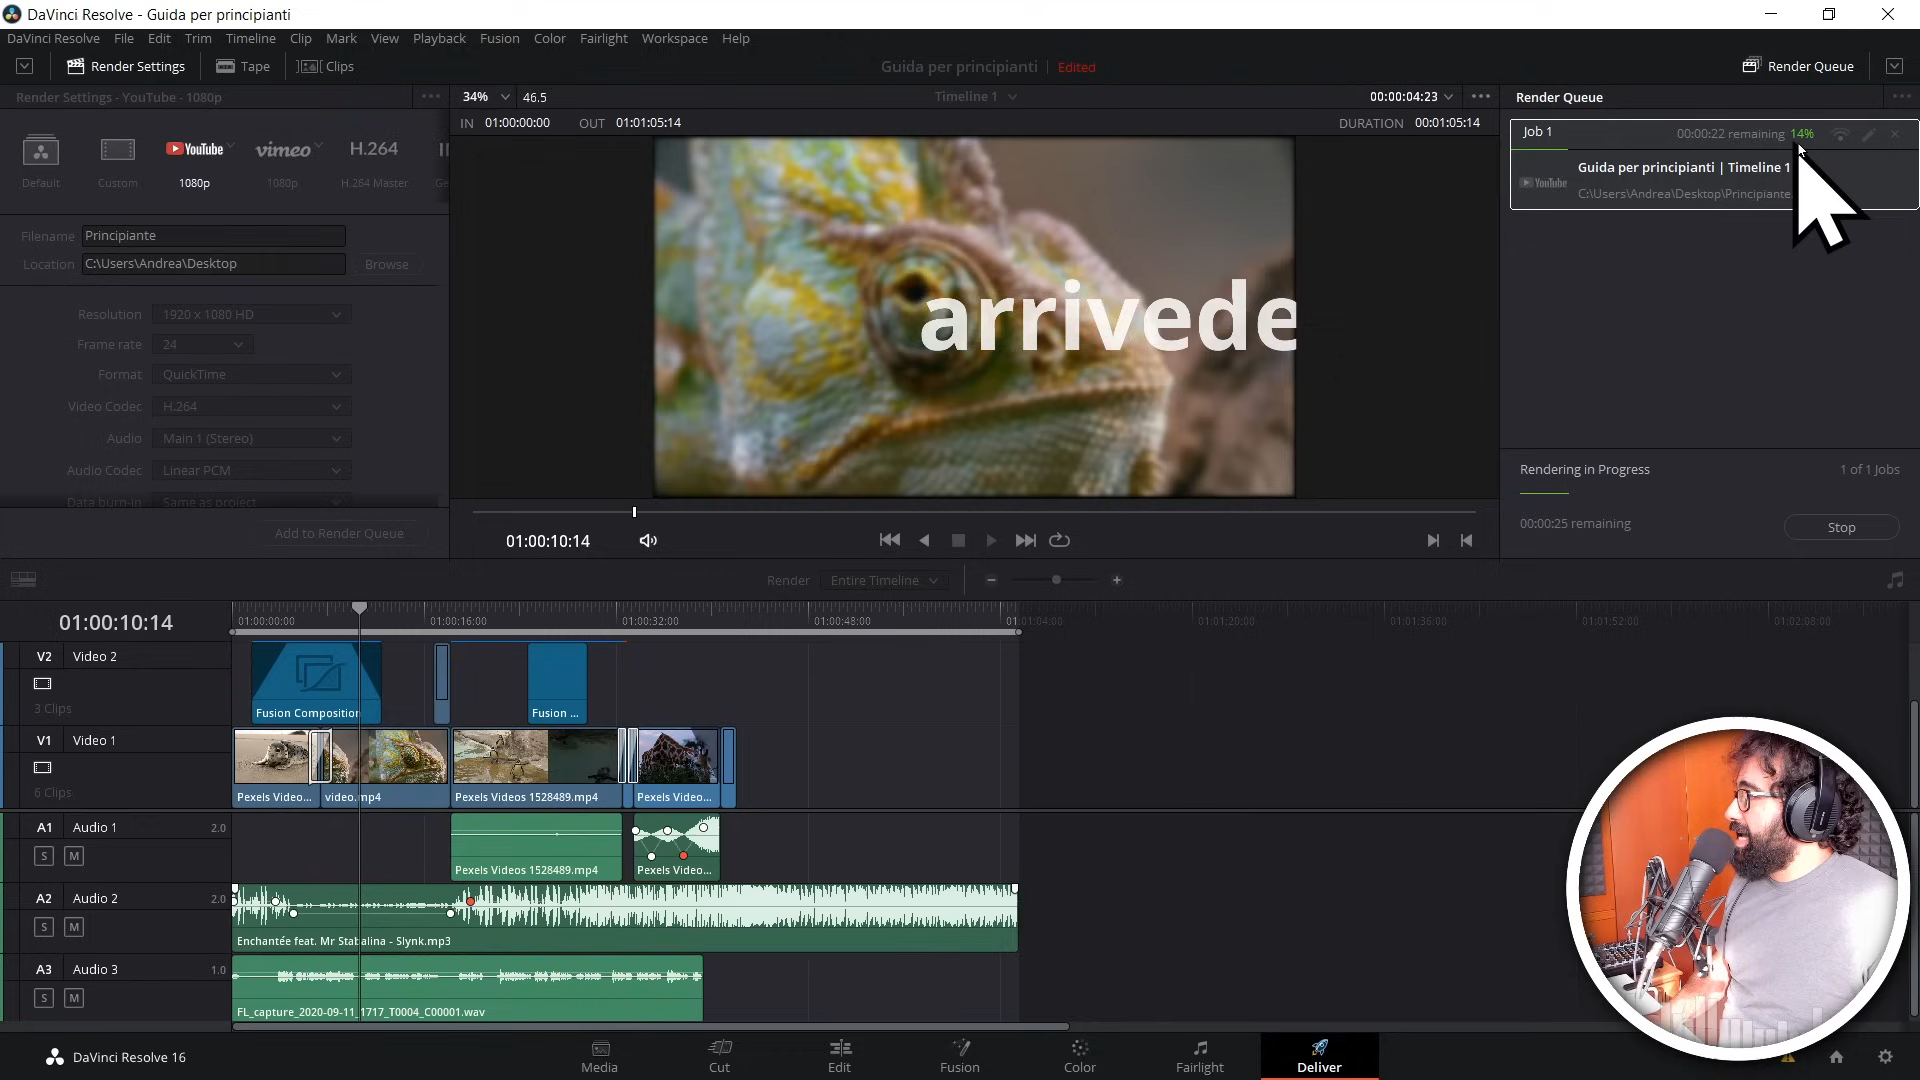 DaVinci Resolve - Guida per principianti
DaVinci Resolve File Edit Trim Timeline Clip Mark View Playback Fusion Color Fairlight Workspace Help
Render Settings Tape Clips
Guida per principianti Edited
Render Queue
Render Settings - YouTube - 1080p
34% 46.5 Timeline 1 00:00:04:23
IN 01:00:00:00 OUT 01:01:05:14 DURATION 01:01:05:14
YouTube vimeo H.264
Default Custom 1080p 1080p H.264 Master
Filename Principiante
Location C:\Users\Andrea\Desktop Browse
Resolution 1920 x 1080 HD
Frame rate 24
Format QuickTime
Video Codec H.264
Audio Main 1 (Stereo)
Audio Codec Linear PCM
Data burn-in Same as project
Add to Render Queue
arrivede
01:00:10:14
Render Queue
Job 1 00:00:22 remaining 14%
YouTube Guida per principianti | Timeline 1
C:\Users\Andrea\Desktop\Principiante
Rendering in Progress 1 of 1 Jobs
00:00:25 remaining Stop
Render Entire Timeline
01:00:10:14
01:00:00:00 01:00:16:00 01:00:32:00 01:00:48:00 01:01:04:00 01:01:20:00 01:01:36:00 01:01:52:00 01:02:08:00
V2 Video 2
3 Clips
Fusion Composition Fusion ...
V1 Video 1
6 Clips
Pexels Video... video.mp4 Pexels Videos 1528489.mp4 Pexels Video...
A1 Audio 1 2.0
S M
Pexels Videos 1528489.mp4 Pexels Video...
A2 Audio 2 2.0
S M
Enchantée feat. Mr Stabalina - Slynk.mp3
A3 Audio 3 1.0
S M
FL_capture_2020-09-11_1717_T0004_C00001.wav
DaVinci Resolve 16
Media Cut Edit Fusion Color Fairlight Deliver